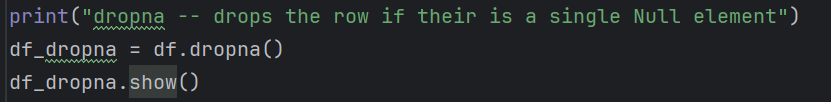 print("dropna -- drops the row if their is a single Null element")
df_dropna = df.dropna()
df_dropna.show()